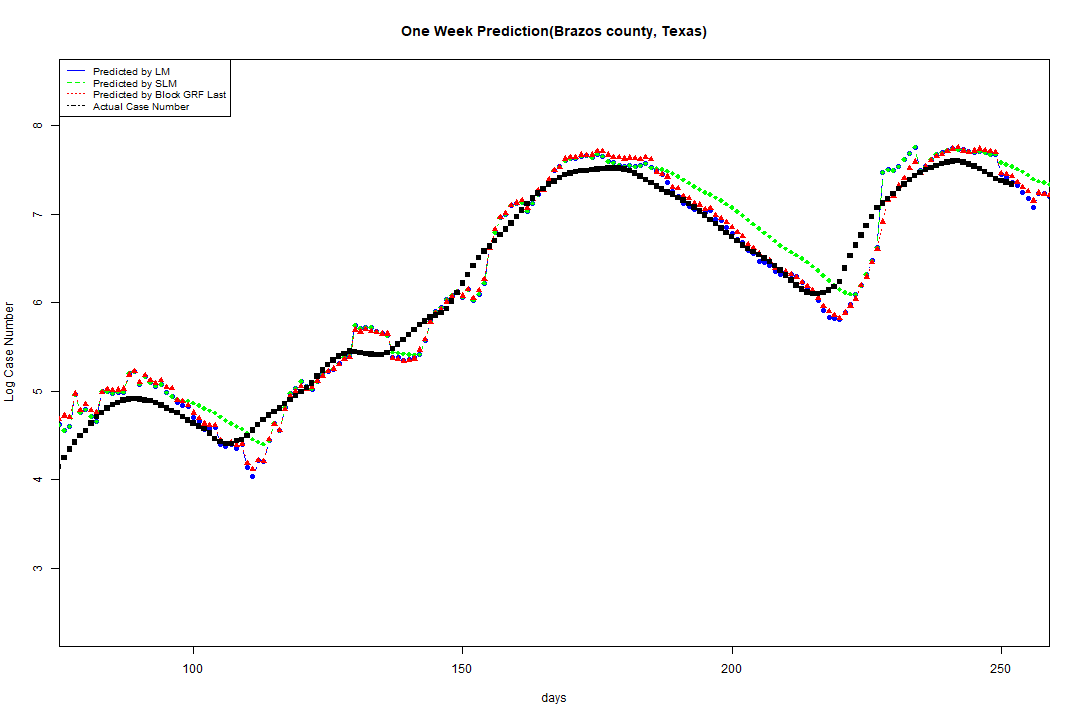 One Week Prediction(Brazos county, Texas)
Predicted by LM
Predicted by SLM
Predicted by Block GRF Last
Actual Case Number
8
7
6
5
4
3
Log Case Number
100 150 200 250
days